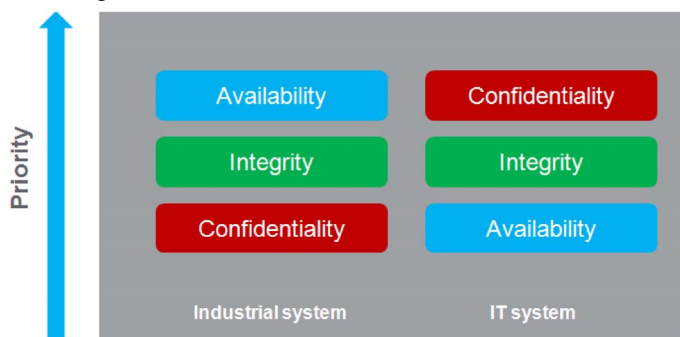 Priority
Availability
Confidentiality
Integrity
Integrity
Confidentiality
Availability
Industrial system
IT system